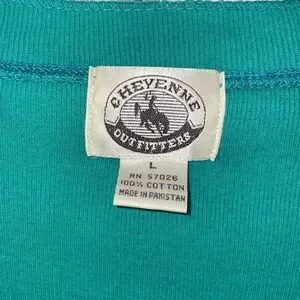 CHEYENNE
OUTFITTERS
L
RN 57026
100% COTTON
MADE IN PAKISTAN